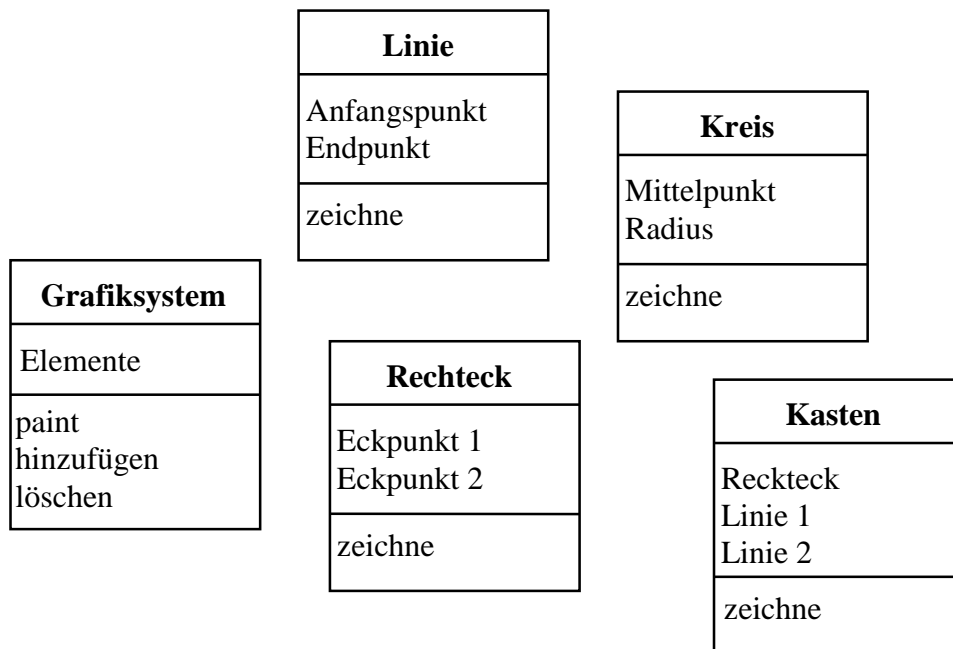 Linie
Anfangspunkt
Endpunkt
zeichne
Kreis
Mittelpunkt
Radius
zeichne
Grafiksystem
Elemente
paint
hinzufügen
löschen
Rechteck
Eckpunkt 1
Eckpunkt 2
zeichne
Kasten
Reckteck
Linie 1
Linie 2
zeichne